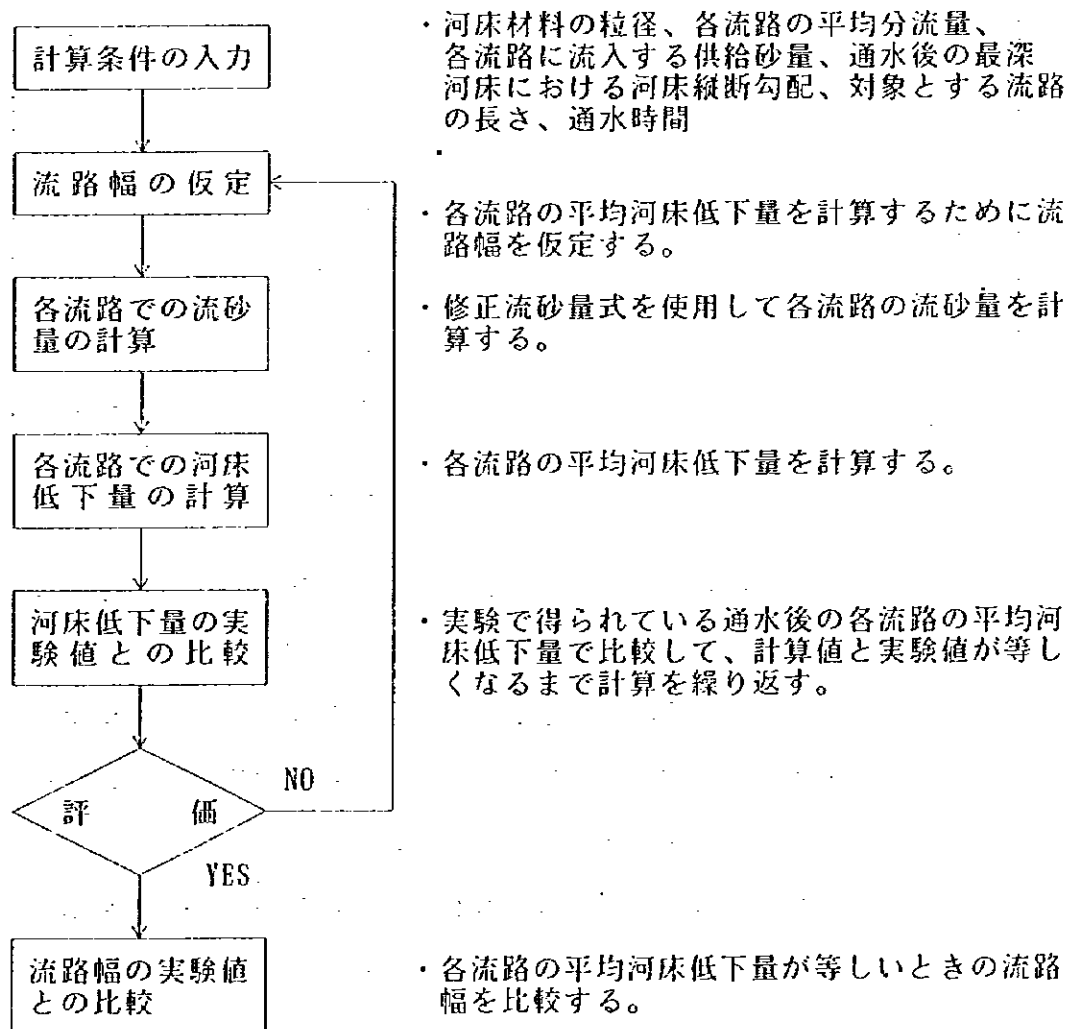 計算条件の入力
・河床材料の粒径、各流路の平均分流量、
各流路に流入する供給砂量、通水後の最深
河床における河床縦断勾配、対象とする流路
の長さ、通水時間
流路幅の仮定
・各流路の平均河床低下量を計算するために流
路幅を仮定する。
各流路での流砂
量の計算
・修正流砂量式を使用して各流路の流砂量を計
算する。
各流路での河床
低下量の計算
・各流路の平均河床低下量を計算する。
河床低下量の実
験値との比較
・実験で得られている通水後の各流路の平均河
床低下量で比較して、計算値と実験値が等し
くなるまで計算を繰り返す。
評価
NO
YES
流路幅の実験値
との比較
・各流路の平均河床低下量が等しいときの流路
幅を比較する。